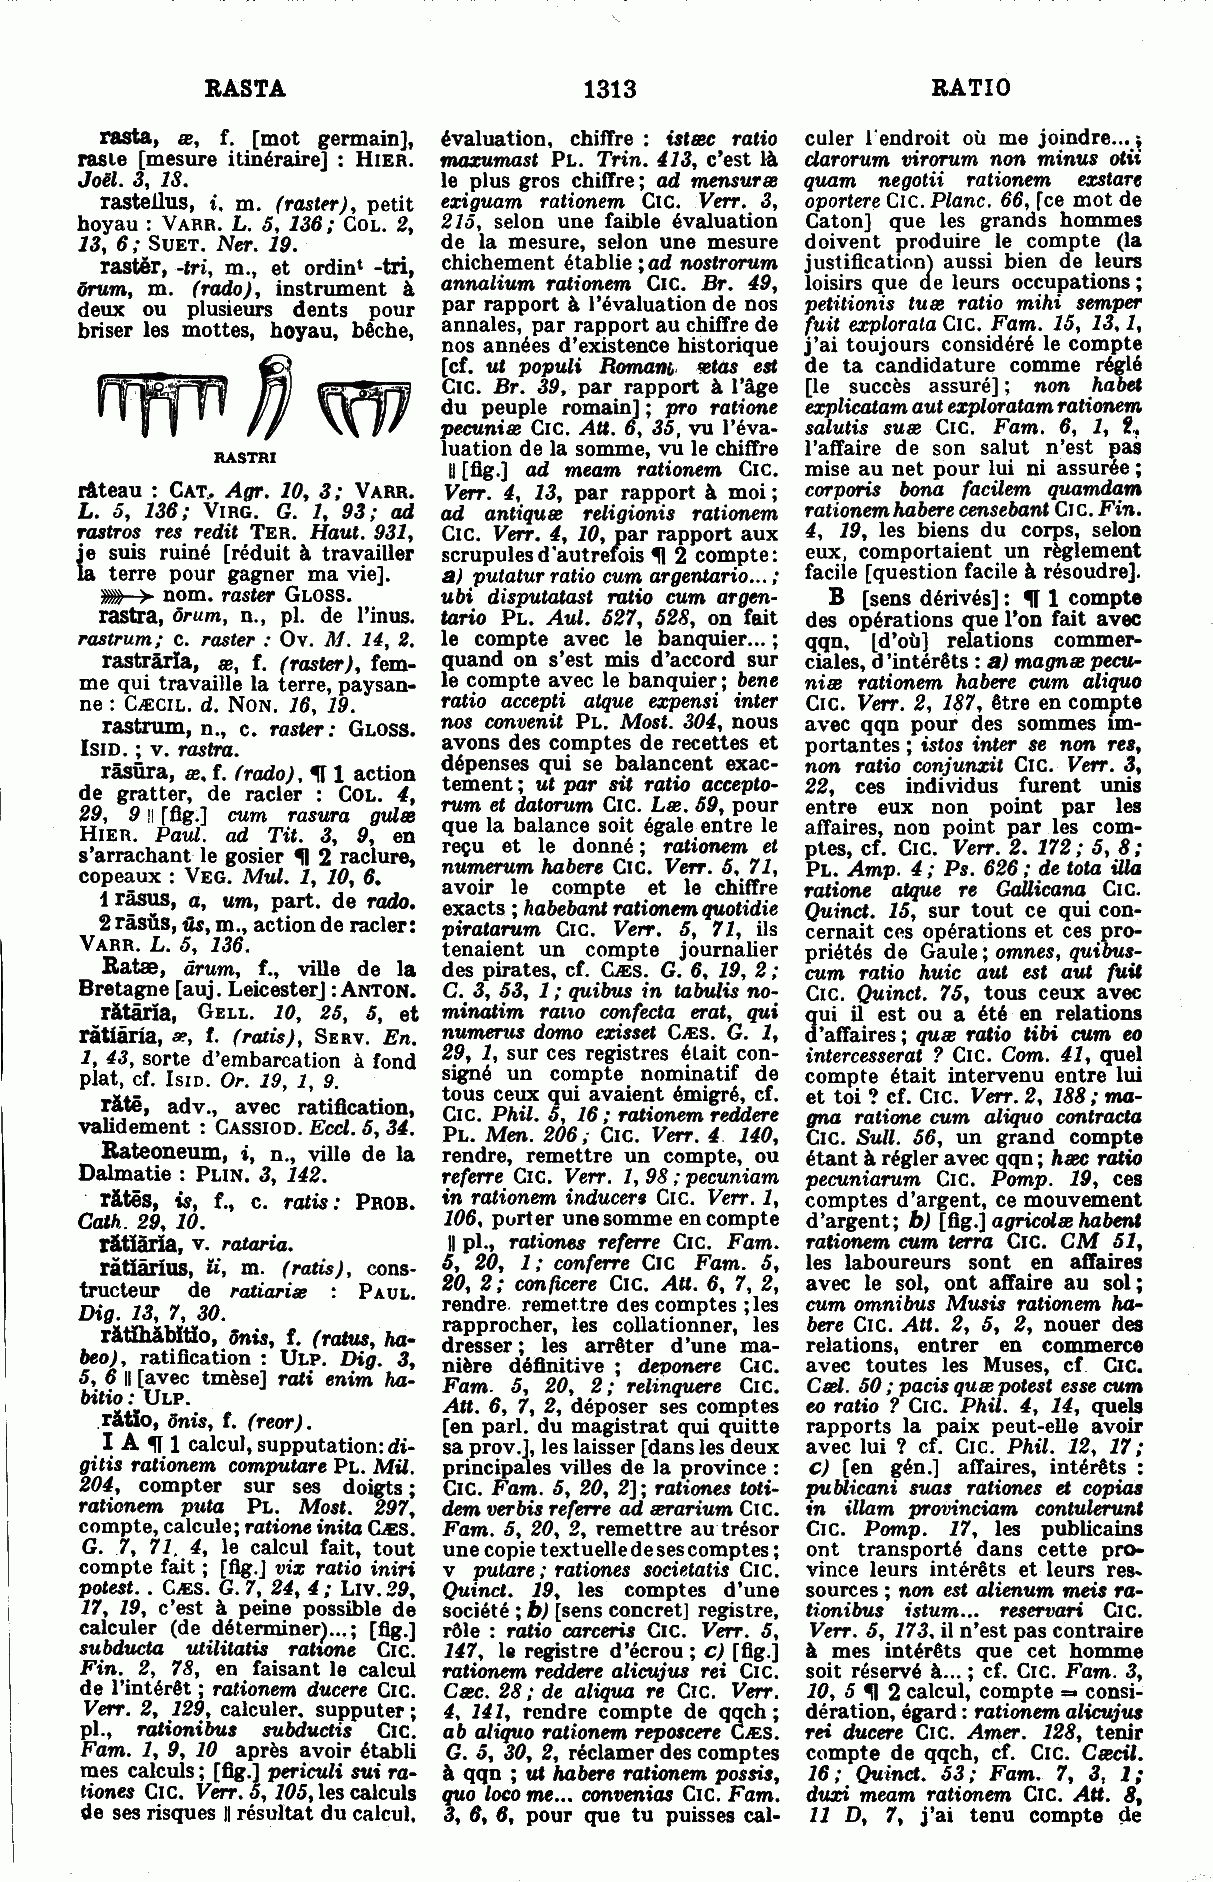 RASTA
1313
RATIO
rasta, æ, f. [mot germain],
raste [mesure itinéraire] : HIER.
Joël. 3, 18.
rastellus, i, m. (raster), petit
hoyau : VARR. L. 5, 136 ; COL. 2,
13, 6 ; SUET. Ner. 19.
rastĕr, -tri, m., et ordinᵗ -tri,
ōrum, m. (rado), instrument à
deux ou plusieurs dents pour
briser les mottes, hoyau, bêche,
RASTRI
râteau : CAT. Agr. 10, 3 ; VARR.
L. 5, 136 ; VIRG. G. 1, 93 ; ad
rastros res redit TER. Haut. 931,
je suis ruiné [réduit à travailler
la terre pour gagner ma vie].
⟫→ nom. raster GLOSS.
rastra, ōrum, n., pl. de l'inus.
rastrum ; c. raster : OV. M. 14, 2.
rastrārĭa, æ, f. (raster), fem-
me qui travaille la terre, paysan-
ne : CÆCIL. d. NON. 16, 19.
rastrum, n., c. raster : GLOSS.
ISID. ; v. rastra.
rāsūra, æ, f. (rado), ¶ 1 action
de gratter, de racler : COL. 4,
29, 9 || [fig.] cum rasura gulæ
HIER. Paul. ad Tit. 3, 9, en
s'arrachant le gosier ¶ 2 raclure,
copeaux : VEG. Mul. 1, 10, 6.
1 rāsus, a, um, part. de rado.
2 rāsŭs, ūs, m., action de racler :
VARR. L. 5, 136.
Ratæ, ārum, f., ville de la
Bretagne [auj. Leicester] : ANTON.
rătārĭa, GELL. 10, 25, 5, et
rătĭārĭa, æ, f. (ratis), SERV. En.
1, 43, sorte d'embarcation à fond
plat, cf. ISID. Or. 19, 1, 9.
rătē, adv., avec ratification,
validement : CASSIOD. Eccl. 5, 34.
Rateoneum, i, n., ville de la
Dalmatie : PLIN. 3, 142.
rătēs, is, f., c. ratis : PROB.
Cath. 29, 10.
rătĭārĭa, v. rataria.
rătĭārĭus, ii, m. (ratis), cons-
tructeur de ratiariæ : PAUL.
Dig. 13, 7, 30.
rătĭhăbĭtĭo, ōnis, f. (ratus, ha-
beo), ratification : ULP. Dig. 3,
5, 6 || [avec tmèse] rati enim ha-
bitio : ULP.
rătĭo, ōnis, f. (reor).
I A ¶ 1 calcul, supputation : di-
gitis rationem computare PL. Mil.
204, compter sur ses doigts ;
rationem puta PL. Most. 297,
compte, calcule ; ratione inita CÆS.
G. 7, 71, 4, le calcul fait, tout
compte fait ; [fig.] vix ratio iniri
potest.. CÆS. G. 7, 24, 4 ; LIV. 29,
17, 19, c'est à peine possible de
calculer (de déterminer)... ; [fig.]
subducta utilitatis ratione CIC.
Fin. 2, 78, en faisant le calcul
de l'intérêt ; rationem ducere CIC.
Verr. 2, 129, calculer, supputer ;
pl., rationibus subductis CIC.
Fam. 1, 9, 10 après avoir établi
mes calculs ; [fig.] periculi sui ra-
tiones CIC. Verr. 5, 105, les calculs
de ses risques || résultat du calcul,
évaluation, chiffre : istæc ratio
maxumast PL. Trin. 413, c'est là
le plus gros chiffre ; ad mensuræ
exiguam rationem CIC. Verr. 3,
215, selon une faible évaluation
de la mesure, selon une mesure
chichement établie ; ad nostrorum
annalium rationem CIC. Br. 49,
par rapport à l'évaluation de nos
annales, par rapport au chiffre de
nos années d'existence historique
[cf. ut populi Romani ætas est
CIC. Br. 39, par rapport à l'âge
du peuple romain] ; pro ratione
pecuniæ CIC. Att. 6, 35, vu l'éva-
luation de la somme, vu le chiffre
|| [fig.] ad meam rationem CIC.
Verr. 4, 13, par rapport à moi ;
ad antiquæ religionis rationem
CIC. Verr. 4, 10, par rapport aux
scrupules d'autrefois ¶ 2 compte :
a) putatur ratio cum argentario... ;
ubi disputatast ratio cum argen-
tario PL. Aul. 527, 528, on fait
le compte avec le banquier... ;
quand on s'est mis d'accord sur
le compte avec le banquier ; bene
ratio accepti atque expensi inter
nos convenit PL. Most. 304, nous
avons des comptes de recettes et
dépenses qui se balancent exac-
tement ; ut par sit ratio accepto-
rum et datorum CIC. Læ. 59, pour
que la balance soit égale entre le
reçu et le donné ; rationem et
numerum habere CIC. Verr. 5, 71,
avoir le compte et le chiffre
exacts ; habebant rationem quotidie
piratarum CIC. Verr. 5, 71, ils
tenaient un compte journalier
des pirates, cf. CÆS. G. 6, 19, 2 ;
C. 3, 53, 1 ; quibus in tabulis no-
minatim ratio confecta erat, qui
numerus domo exisset CÆS. G. 1,
29, 1, sur ces registres était con-
signé un compte nominatif de
tous ceux qui avaient émigré, cf.
CIC. Phil. 5, 16 ; rationem reddere
PL. Men. 206 ; CIC. Verr. 4 140,
rendre, remettre un compte, ou
referre CIC. Verr. 1, 98 ; pecuniam
in rationem inducere CIC. Verr. 1,
106, porter une somme en compte
|| pl., rationes referre CIC. Fam.
5, 20, 1 ; conferre CIC Fam. 5,
20, 2 ; conficere CIC. Att. 6, 7, 2,
rendre, remettre des comptes ; les
rapprocher, les collationner, les
dresser ; les arrêter d'une ma-
nière définitive ; deponere CIC.
Fam. 5, 20, 2 ; relinquere CIC.
Att. 6, 7, 2, déposer ses comptes
[en parl. du magistrat qui quitte
sa prov.], les laisser [dans les deux
principales villes de la province :
CIC. Fam. 5, 20, 2] ; rationes toti-
dem verbis referre ad ærarium CIC.
Fam. 5, 20, 2, remettre au trésor
une copie textuelle de ses comptes ;
v putare ; rationes societatis CIC.
Quinct. 19, les comptes d'une
société ; b) [sens concret] registre,
rôle : ratio carceris CIC. Verr. 5,
147, le registre d'écrou ; c) [fig.]
rationem reddere alicujus rei CIC.
Cæc. 28 ; de aliqua re CIC. Verr.
4, 141, rendre compte de qqch ;
ab aliquo rationem reposcere CÆS.
G. 5, 30, 2, réclamer des comptes
à qqn ; ut habere rationem possis,
quo loco me... convenias CIC. Fam.
3, 6, 6, pour que tu puisses cal-
culer l'endroit où me joindre... ;
clarorum virorum non minus otii
quam negotii rationem exstare
oportere CIC. Planc. 66, [ce mot de
Caton] que les grands hommes
doivent produire le compte (la
justification) aussi bien de leurs
loisirs que de leurs occupations ;
petitionis tuæ ratio mihi semper
fuit explorata CIC. Fam. 15, 13, 1,
j'ai toujours considéré le compte
de ta candidature comme réglé
[le succès assuré] ; non habet
explicatam aut exploratam rationem
salutis suæ CIC. Fam. 6, 1, 2,
l'affaire de son salut n'est pas
mise au net pour lui ni assurée ;
corporis bona facilem quamdam
rationem habere censebant CIC. Fin.
4, 19, les biens du corps, selon
eux, comportaient un règlement
facile [question facile à résoudre].
B [sens dérivés] : ¶ 1 compte
des opérations que l'on fait avec
qqn, [d'où] relations commer-
ciales, d'intérêts : a) magnæ pecu-
niæ rationem habere cum aliquo
CIC. Verr. 2, 187, être en compte
avec qqn pour des sommes im-
portantes ; istos inter se non res,
non ratio conjunxit CIC. Verr. 3,
22, ces individus furent unis
entre eux non point par les
affaires, non point par les com-
ptes, cf. CIC. Verr. 2. 172 ; 5, 8 ;
PL. Amp. 4 ; Ps. 626 ; de tota illa
ratione atque re Gallicana CIC.
Quinct. 15, sur tout ce qui con-
cernait ces opérations et ces pro-
priétés de Gaule ; omnes, quibus-
cum ratio huic aut est aut fuit
CIC. Quinct. 75, tous ceux avec
qui il est ou a été en relations
d'affaires ; quæ ratio tibi cum eo
intercesserat ? CIC. Com. 41, quel
compte était intervenu entre lui
et toi ? cf. CIC. Verr. 2, 188 ; ma-
gna ratione cum aliquo contracta
CIC. Sull. 56, un grand compte
étant à régler avec qqn ; hæc ratio
pecuniarum CIC. Pomp. 19, ces
comptes d'argent, ce mouvement
d'argent ; b) [fig.] agricolæ habent
rationem cum terra CIC. CM 51,
les laboureurs sont en affaires
avec le sol, ont affaire au sol ;
cum omnibus Musis rationem ha-
bere CIC. Att. 2, 5, 2, nouer des
relations, entrer en commerce
avec toutes les Muses, cf. CIC.
Cæl. 50 ; pacis quæ potest esse cum
eo ratio ? CIC. Phil. 4, 14, quels
rapports la paix peut-elle avoir
avec lui ? cf. CIC. Phil. 12, 17 ;
c) [en gén.] affaires, intérêts :
publicani suas rationes et copias
in illam provinciam contulerunt
CIC. Pomp. 17, les publicains
ont transporté dans cette pro-
vince leurs intérêts et leurs res-
sources ; non est alienum meis ra-
tionibus istum... reservari CIC.
Verr. 5, 173, il n'est pas contraire
à mes intérêts que cet homme
soit réservé à... ; cf. CIC. Fam. 3,
10, 5 ¶ 2 calcul, compte = consi-
dération, égard : rationem alicujus
rei ducere CIC. Amer. 128, tenir
compte de qqch, cf. CIC. Cæcil.
16 ; Quinct. 53 ; Fam. 7, 3, 1 ;
duxi meam rationem CIC. Att. 8,
11 D, 7, j'ai tenu compte de